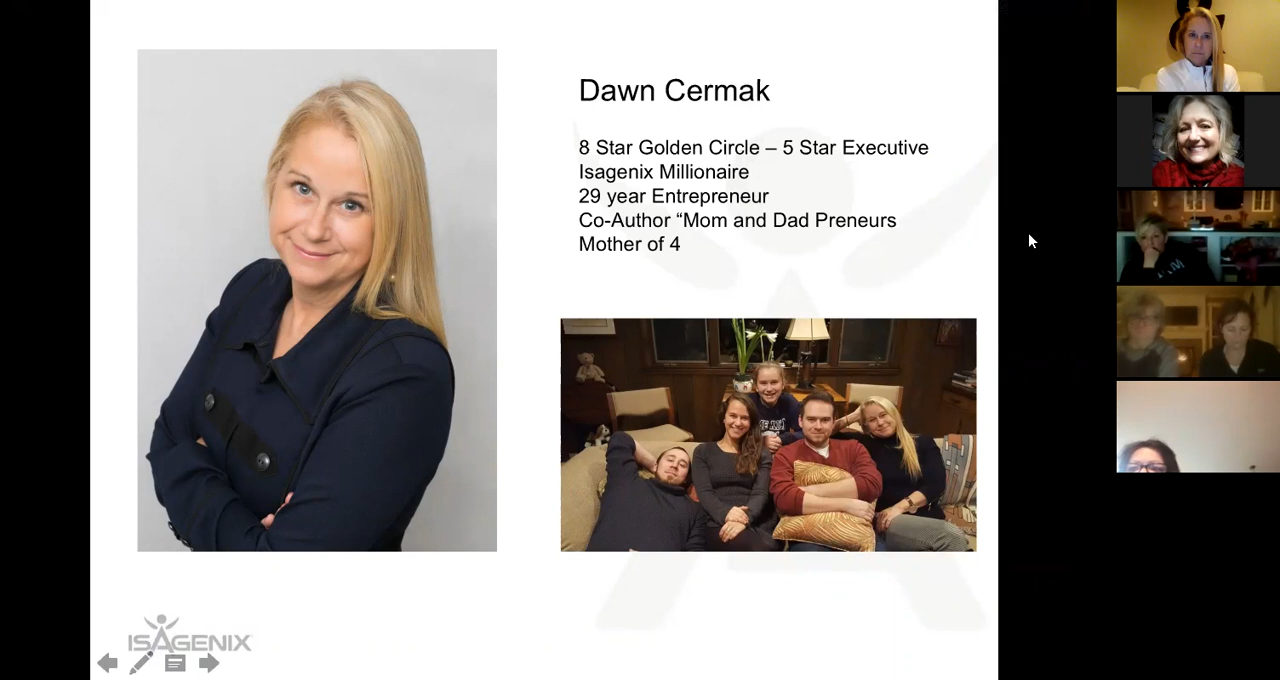 Dawn Cermak
8 Star Golden Circle – 5 Star Executive
Isagenix Millionaire
29 year Entrepreneur
Co-Author “Mom and Dad Preneurs
Mother of 4
ISAGENIX